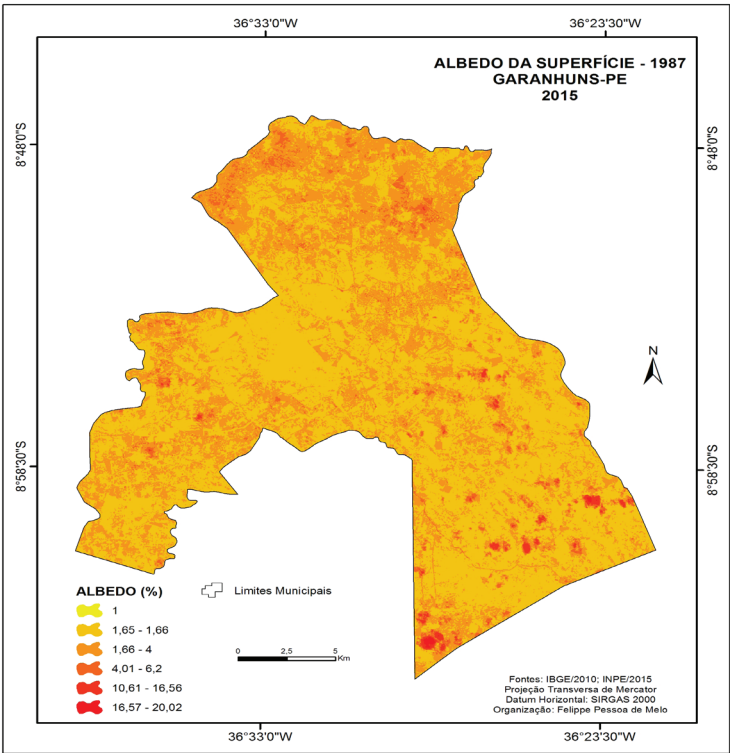 36°33'0"W
36°23'30"W
ALBEDO DA SUPERFÍCIE - 1987
GARANHUNS-PE
2015
8°48'0"S
8°48'0"S
N
8°58'30"S
8°58'30"S
ALBEDO (%)
Limites Municipais
1
1,65 - 1,66
1,66 - 4
4,01 - 6,2
10,61 - 16,56
16,57 - 20,02
0 2,5 5
Km
Fontes: IBGE/2010; INPE/2015
Projeção Transversa de Mercator
Datum Horizontal: SIRGAS 2000
Organização: Felippe Pessoa de Melo
36°33'0"W
36°23'30"W